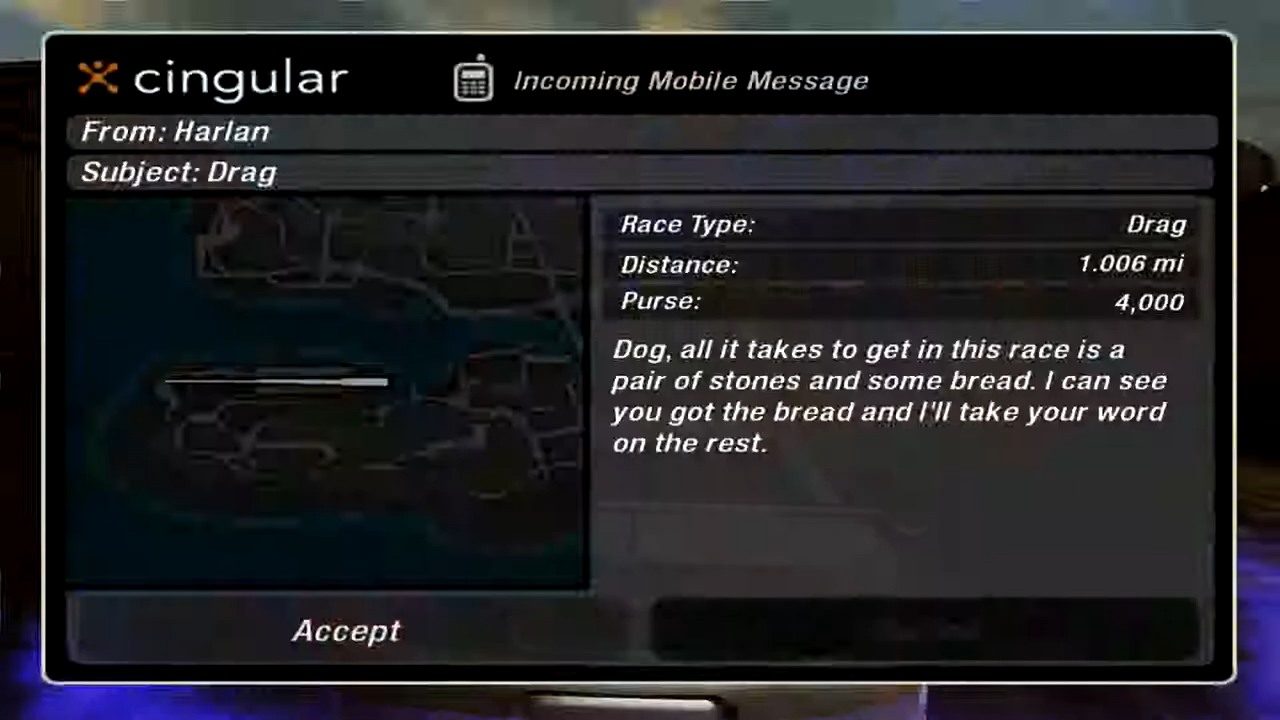 cingular
Incoming Mobile Message
From: Harlan
Subject: Drag
Race Type: Drag
Distance: 1.006 mi
Purse: 4,000
Dog, all it takes to get in this race is a
pair of stones and some bread. I can see
you got the bread and I'll take your word
on the rest.
Accept